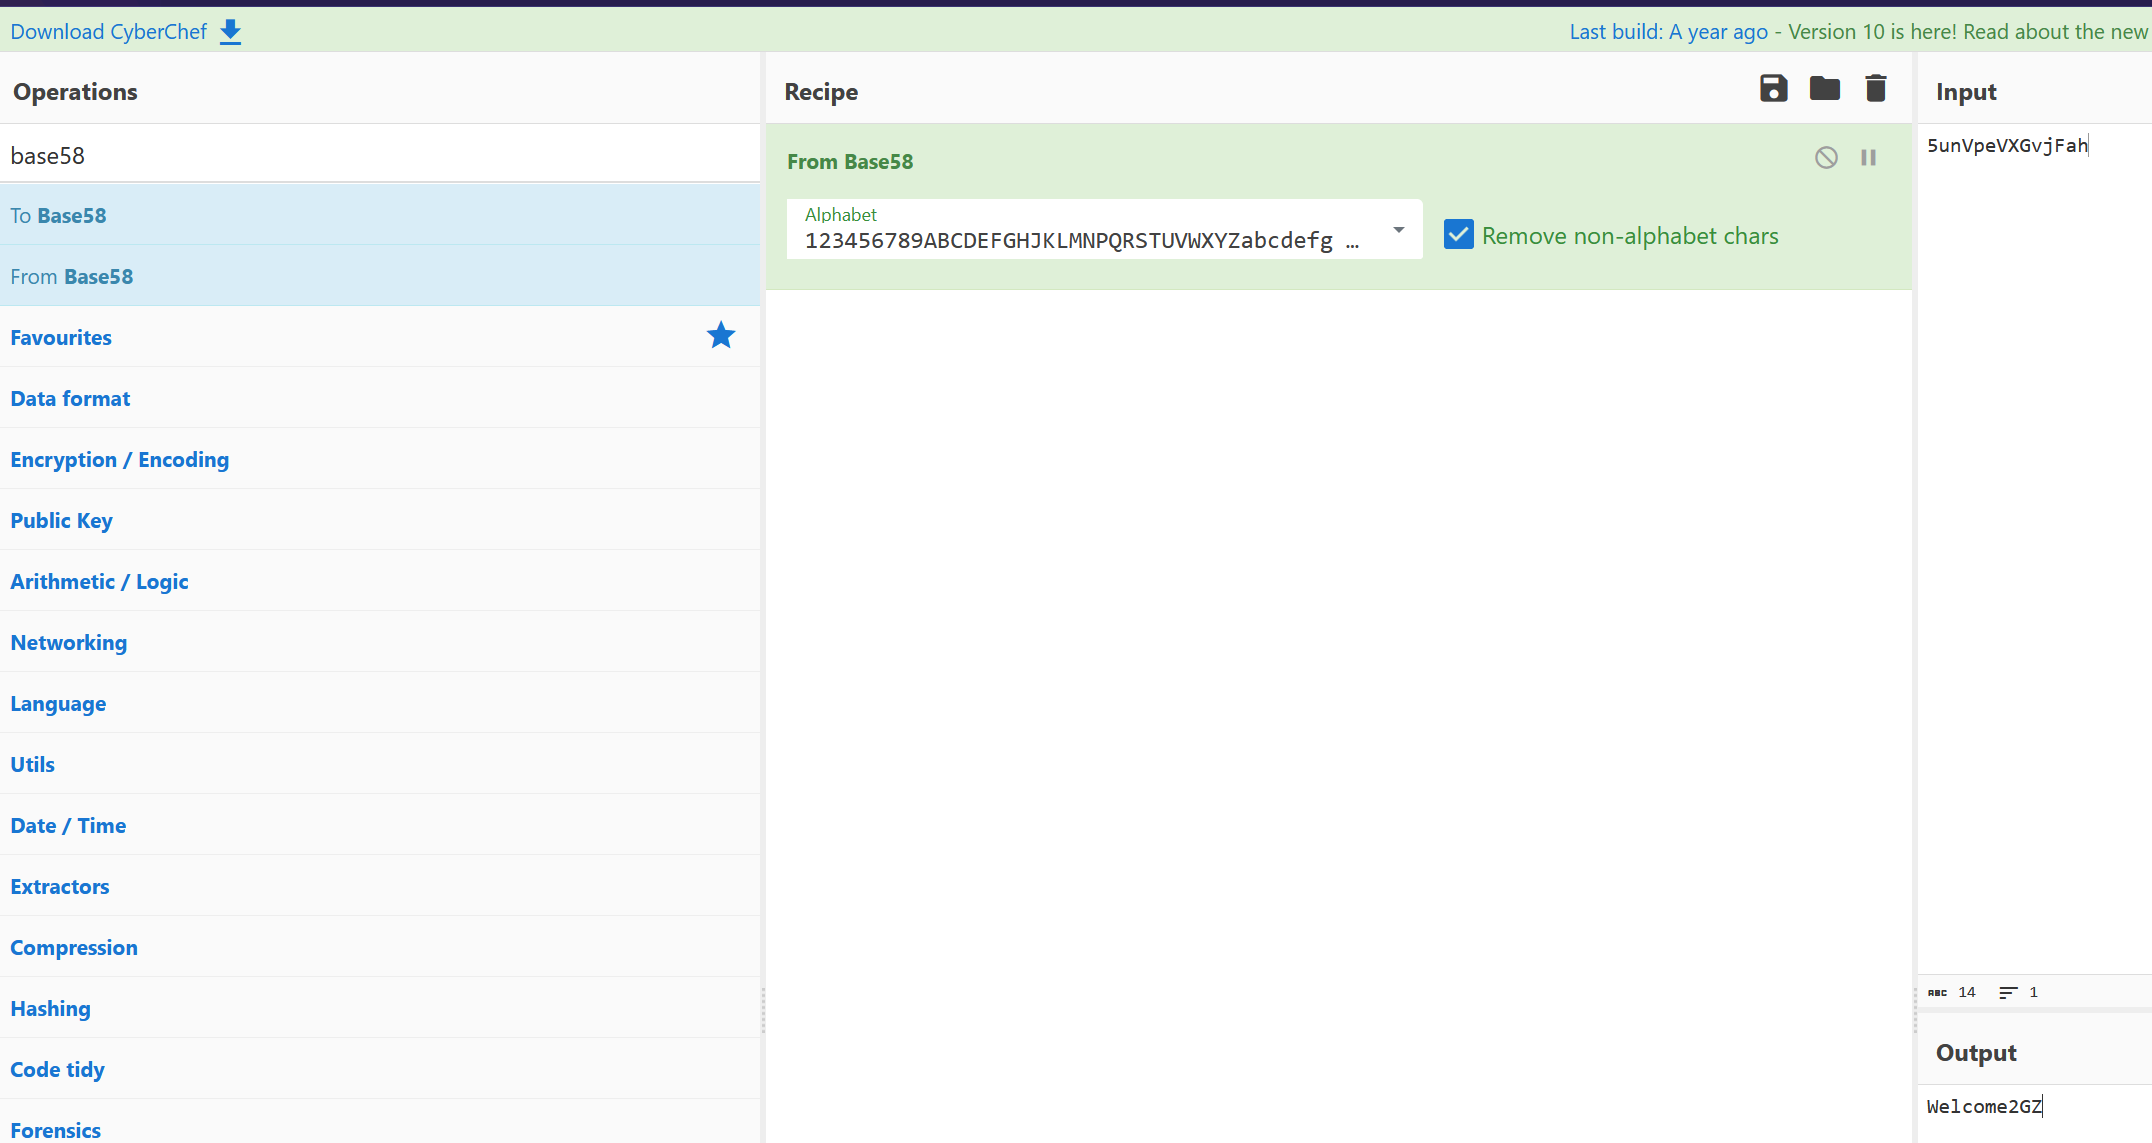 Download CyberChef
Last build: A year ago - Version 10 is here! Read about the new
Operations
base58
To Base58
From Base58
Favourites
Data format
Encryption / Encoding
Public Key
Arithmetic / Logic
Networking
Language
Utils
Date / Time
Extractors
Compression
Hashing
Code tidy
Forensics
Recipe
From Base58
Alphabet
123456789ABCDEFGHJKLMNPQRSTUVWXYZabcdefg …
Remove non-alphabet chars
Input
5unVpeVXGvjFah
ABC 14 1
Output
Welcome2GZ